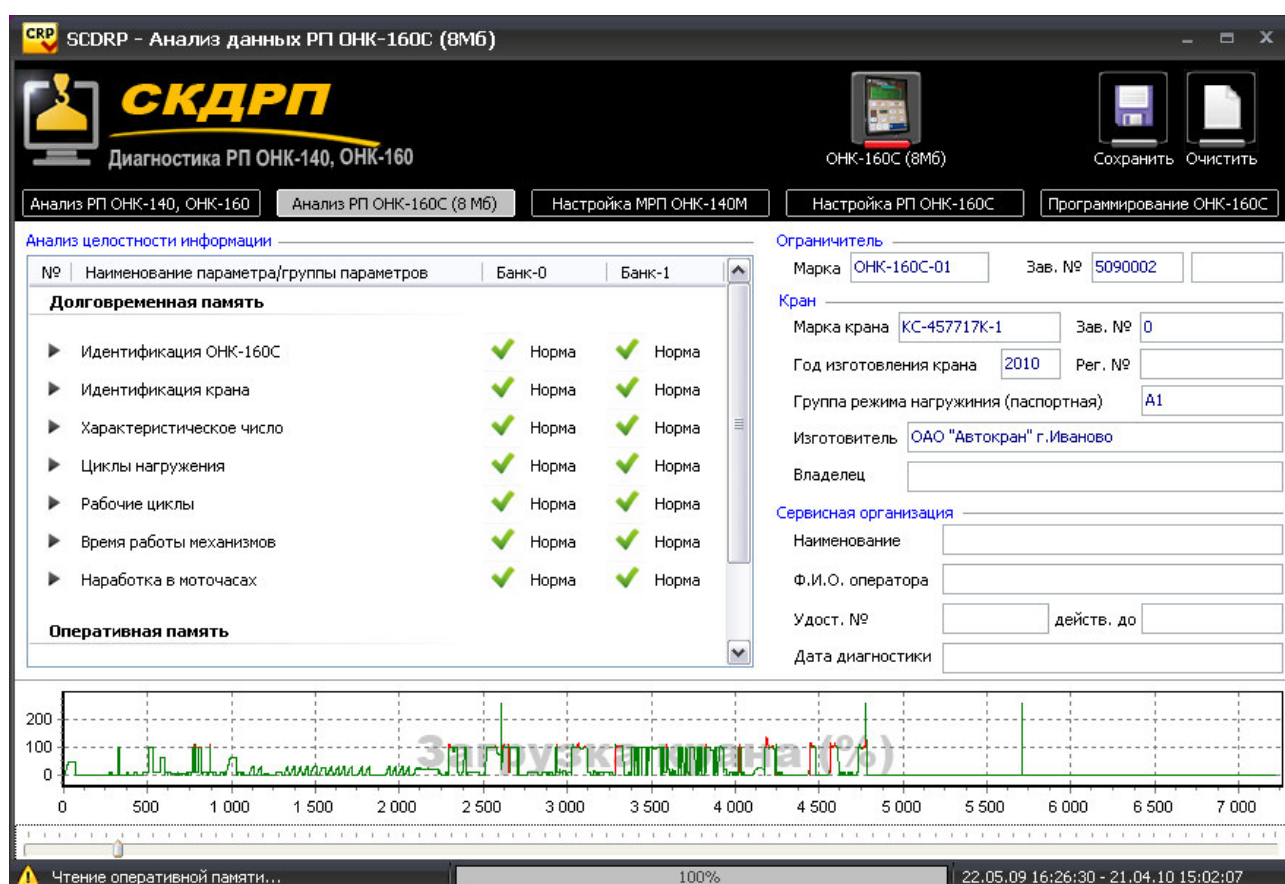 CRP SCDRP - Анализ данных РП ОНК-160С (8Мб)
СКДРП
Диагностика РП ОНК-140, ОНК-160
ОНК-160С (8Мб) Сохранить Очистить
Анализ РП ОНК-140, ОНК-160 Анализ РП ОНК-160С (8 Мб) Настройка МРП ОНК-140М Настройка РП ОНК-160С Программирование ОНК-160С
Анализ целостности информации
№ Наименование параметра/группы параметров Банк-0 Банк-1
Долговременная память
Идентификация ОНК-160С Норма Норма
Идентификация крана Норма Норма
Характеристическое число Норма Норма
Циклы нагружения Норма Норма
Рабочие циклы Норма Норма
Время работы механизмов Норма Норма
Наработка в моточасах Норма Норма
Оперативная память
Ограничитель
Марка ОНК-160С-01 Зав. № 5090002
Кран
Марка крана КС-457717К-1 Зав. № 0
Год изготовления крана 2010 Рег. №
Группа режима нагружиния (паспортная) А1
Изготовитель ОАО "Автокран" г.Иваново
Владелец
Сервисная организация
Наименование
Ф.И.О. оператора
Удост. № действ. до
Дата диагностики
200
100
0
Загрузка крана (%)
0 500 1 000 1 500 2 000 2 500 3 000 3 500 4 000 4 500 5 000 5 500 6 000 6 500 7 000
Чтение оперативной памяти... 100% 22.05.09 16:26:30 - 21.04.10 15:02:07